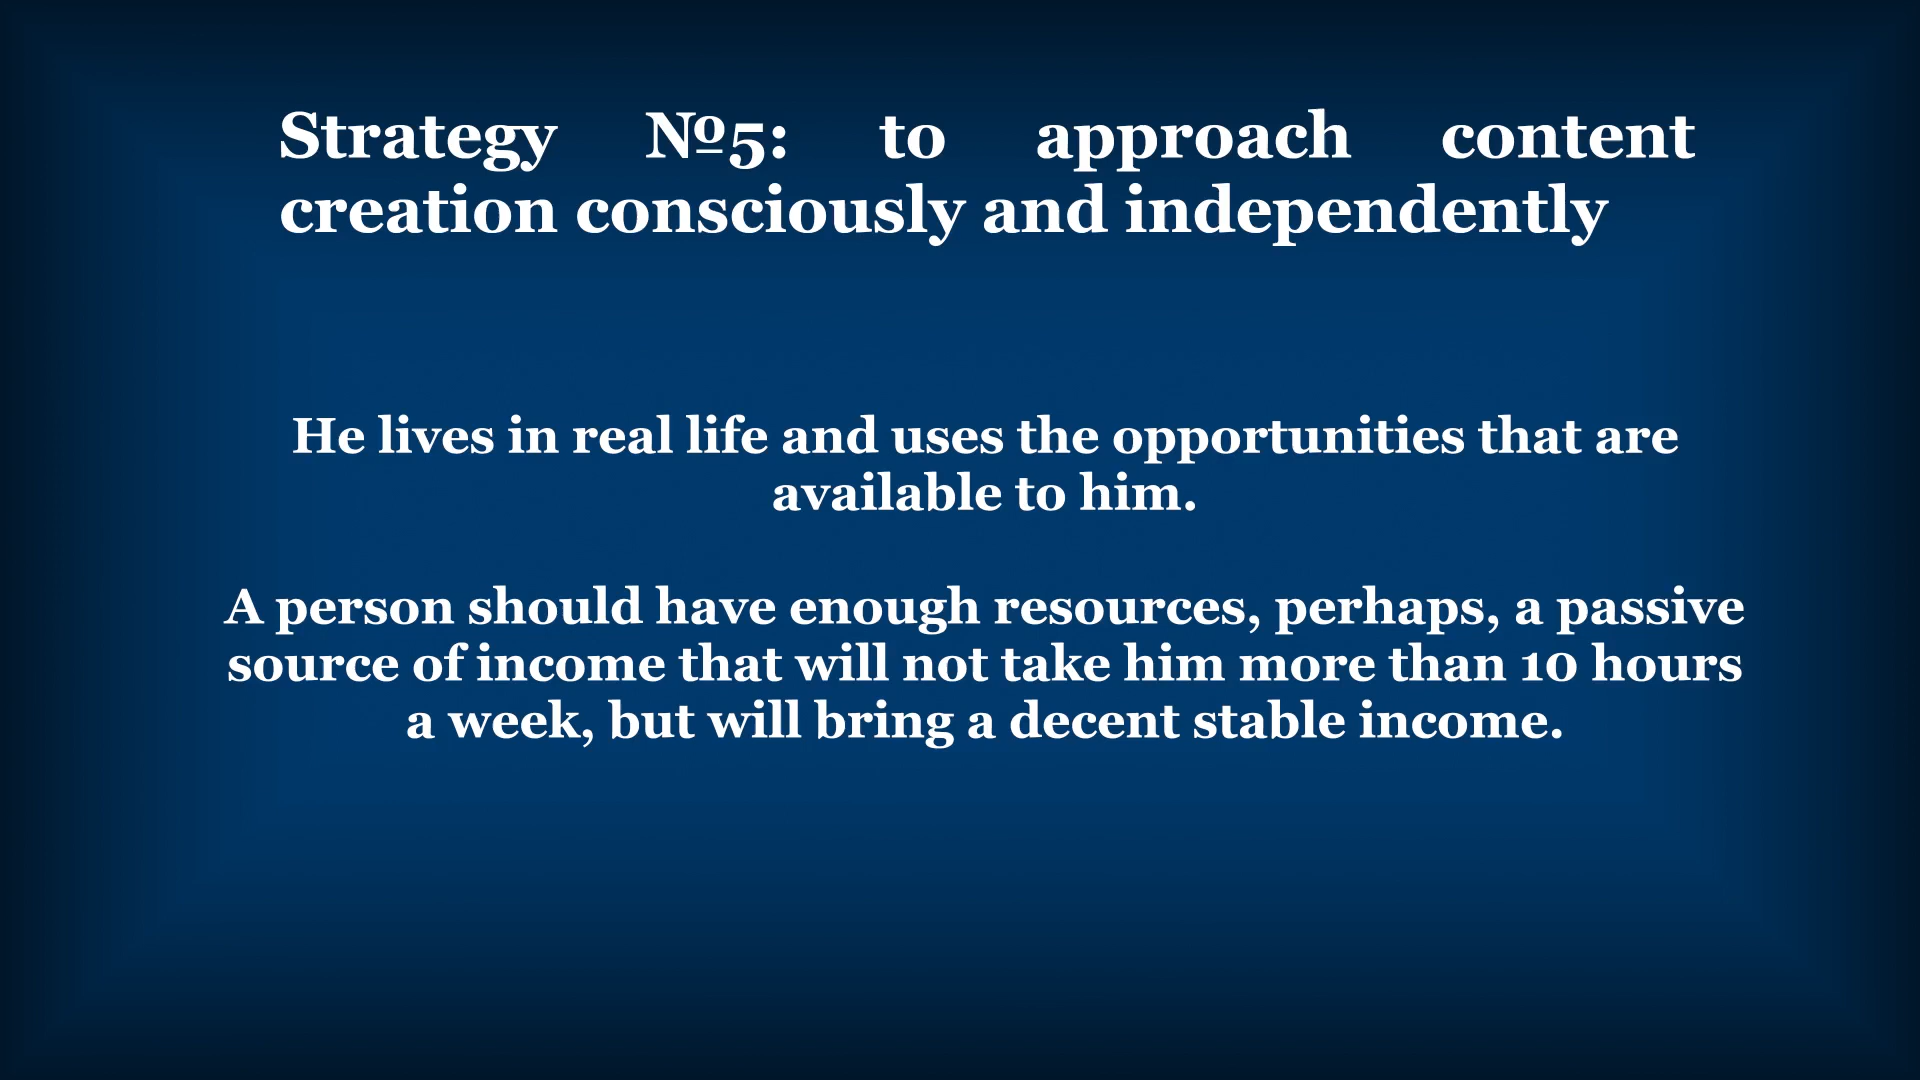 Strategy №5: to approach content
creation consciously and independently
He lives in real life and uses the opportunities that are
available to him.
A person should have enough resources, perhaps, a passive
source of income that will not take him more than 10 hours
a week, but will bring a decent stable income.